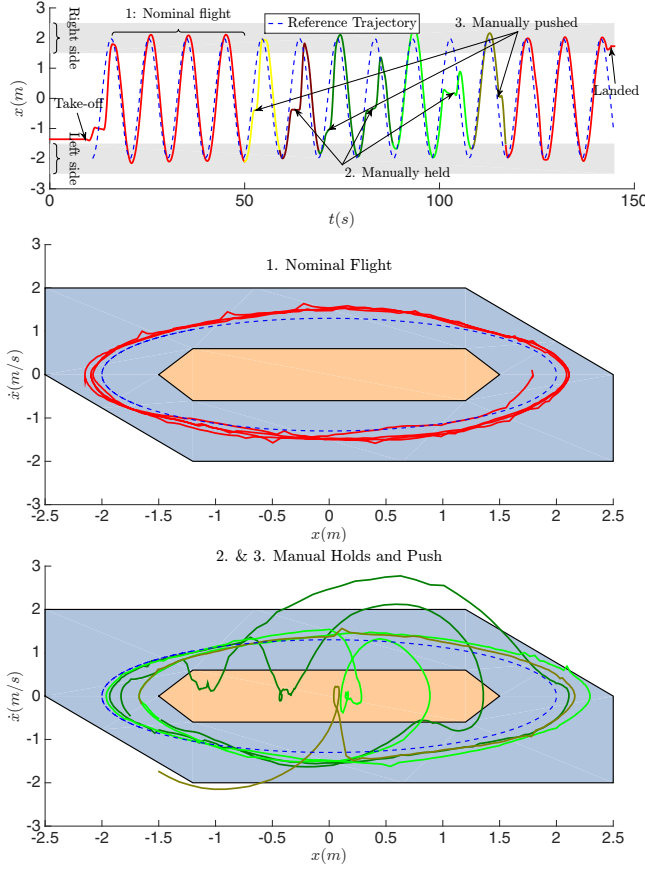 1: Nominal flight
3. Manually pushed
Reference Trajectory
Right side
Left side
Take-off
Landed
2. Manually held
x(m)
3
2
1
0
-1
-2
-3
0
50
100
150
t(s)
1. Nominal Flight
ẋ(m/s)
3
2
1
0
-1
-2
-3
-2.5
-2
-1.5
-1
-0.5
0
0.5
1
1.5
2
2.5
x(m)
2. & 3. Manual Holds and Push
ẋ(m/s)
3
2
1
0
-1
-2
-3
-2.5
-2
-1.5
-1
-0.5
0
0.5
1
1.5
2
2.5
x(m)